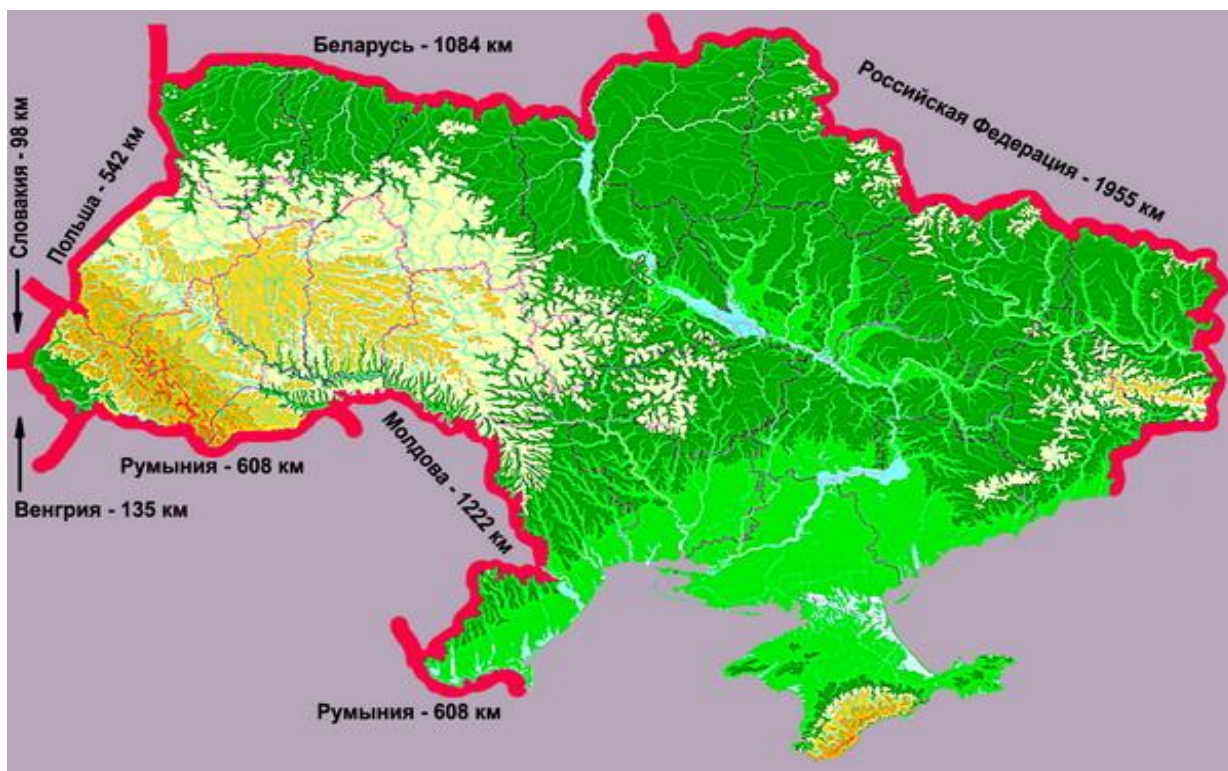 Беларусь - 1084 км
Российская Федерация - 1955 км
Словакия - 98 км
Польша - 542 км
Румыния - 608 км
Молдова - 1222 км
Венгрия - 135 км
Румыния - 608 км